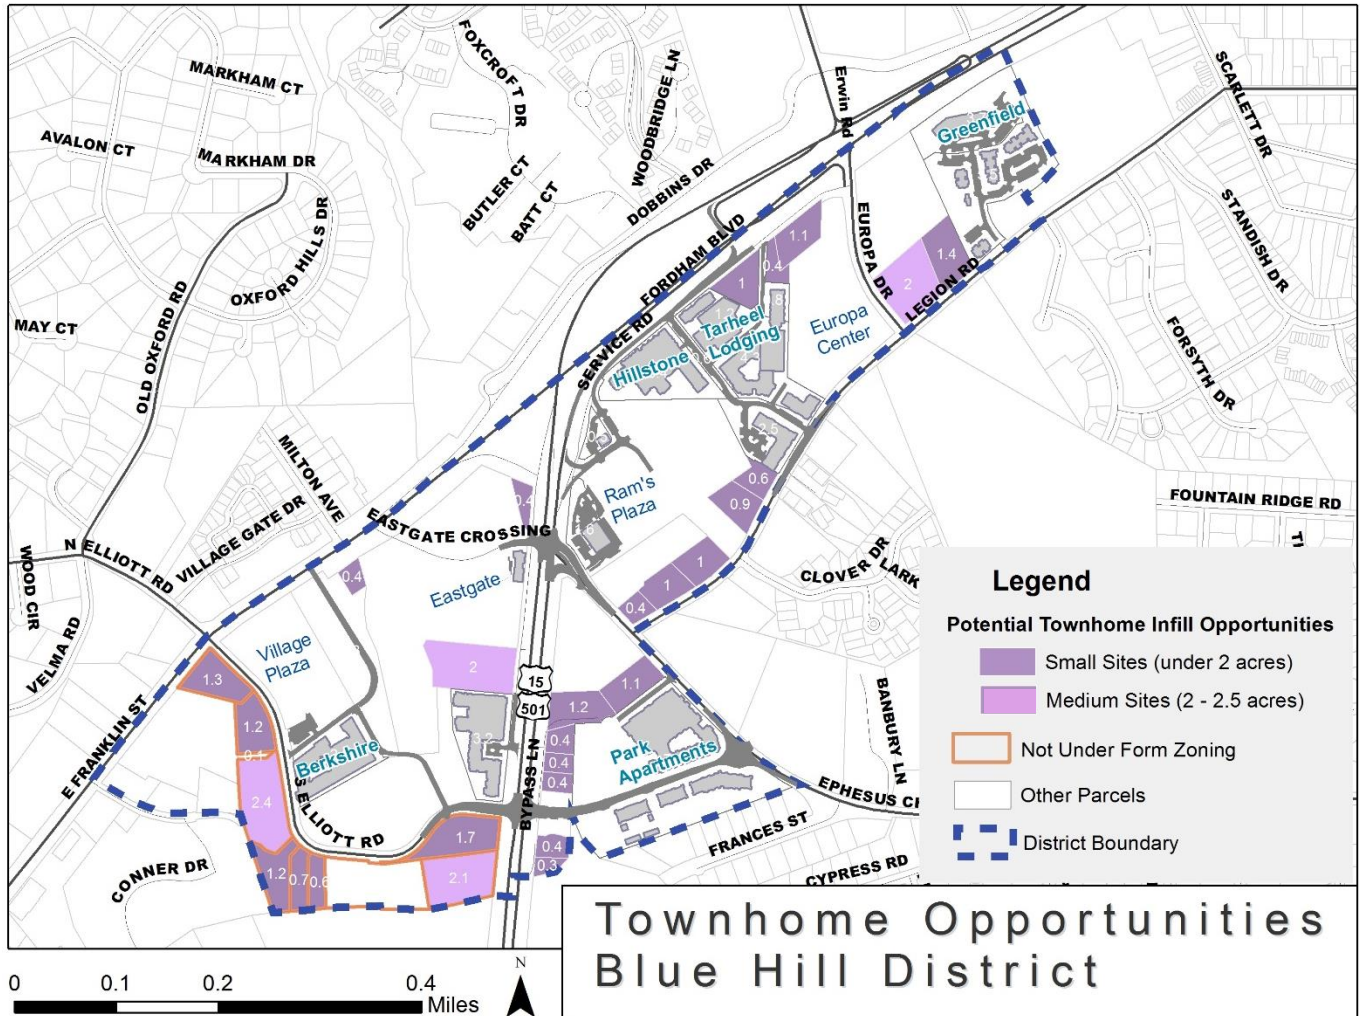 MARKHAM CT
AVALON CT
MARKHAM DR
OXFORD HILLS DR
OLD OXFORD RD
MAY CT
FOXCROFT DR
WOODBRIDGE LN
BUTLER CT
BATT CT
DOBBINS DR
Erwin Rd
SCARLETT DR
STANDISH DR
FORSYTH DR
Greenfield
FORDHAM BLVD
EUROPA DR
LEGION RD
1.1
0.4
1
1.4
2
.8
Tarheel
Lodging
Hillstone
SERVICE RD
Europa
Center
2.5
0.6
0.9
Ram's
Plaza
FOUNTAIN RIDGE RD
MILTON AVE
VILLAGE GATE DR
N ELLIOTT RD
WOOD CIR
VELMA RD
E FRANKLIN ST
EASTGATE CROSSING
0.4
0.4
Eastgate
Village
Plaza
CLOVER DR
LARK
1
1
0.4
2
15
501
BYPASS LN
3.2
1.1
1.2
0.4
0.4
0.4
0.4
0.3
Park
Apartments
Berkshire
1.3
1.2
0.1
2.4
1.2
0.7
0.6
1.7
2.1
S ELLIOTT RD
CONNER DR
BANBURY LN
EPHESUS CH
FRANCES ST
CYPRESS RD
Legend
Potential Townhome Infill Opportunities
Small Sites (under 2 acres)
Medium Sites (2 - 2.5 acres)
Not Under Form Zoning
Other Parcels
District Boundary
Townhome Opportunities
Blue Hill District
0 0.1 0.2 0.4
Miles
N